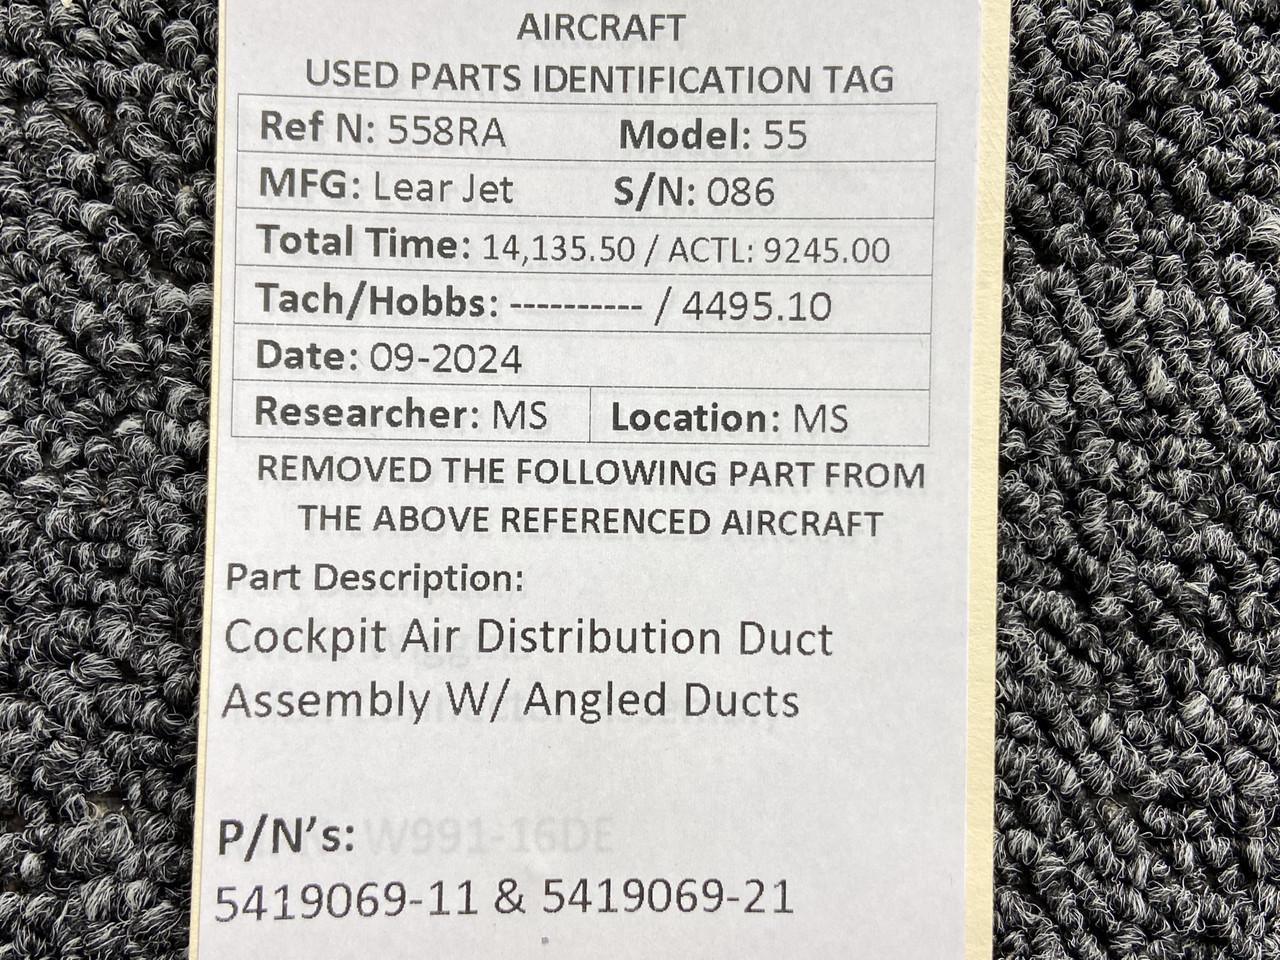 AIRCRAFT
USED PARTS IDENTIFICATION TAG
Ref N: 558RA Model: 55
MFG: Lear Jet S/N: 086
Total Time: 14,135.50 / ACTL: 9245.00
Tach/Hobbs: ---------- / 4495.10
Date: 09-2024
Researcher: MS Location: MS
REMOVED THE FOLLOWING PART FROM
THE ABOVE REFERENCED AIRCRAFT
Part Description:
Cockpit Air Distribution Duct
Assembly W/ Angled Ducts
P/N’s: W991-16DE
5419069-11 & 5419069-21